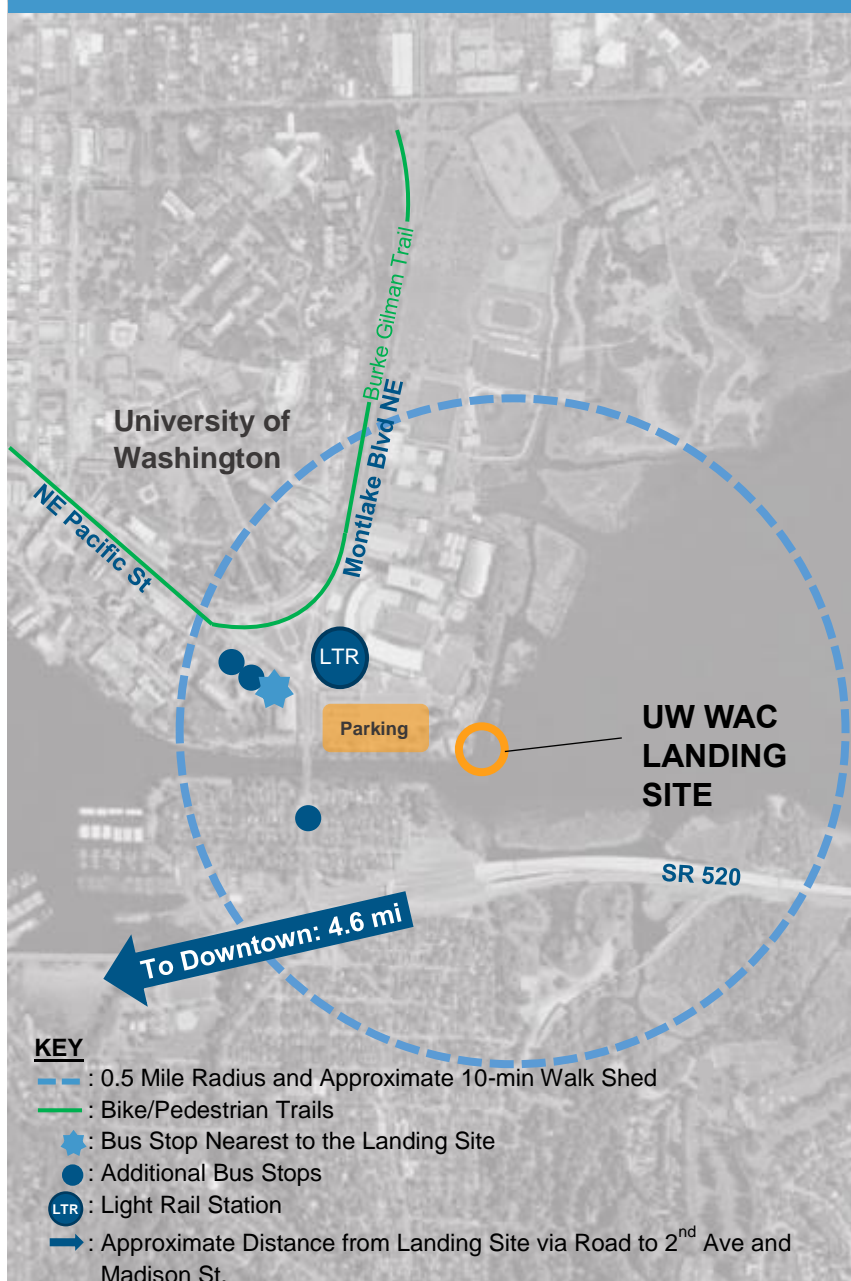 Burke Gilman Trail
University of
Washington
Montlake Blvd NE
NE Pacific St
LTR
Parking
UW WAC
LANDING
SITE
SR 520
To Downtown: 4.6 mi
KEY
: 0.5 Mile Radius and Approximate 10-min Walk Shed
: Bike/Pedestrian Trails
: Bus Stop Nearest to the Landing Site
: Additional Bus Stops
LTR : Light Rail Station
: Approximate Distance from Landing Site via Road to 2nd Ave and
Madison St.